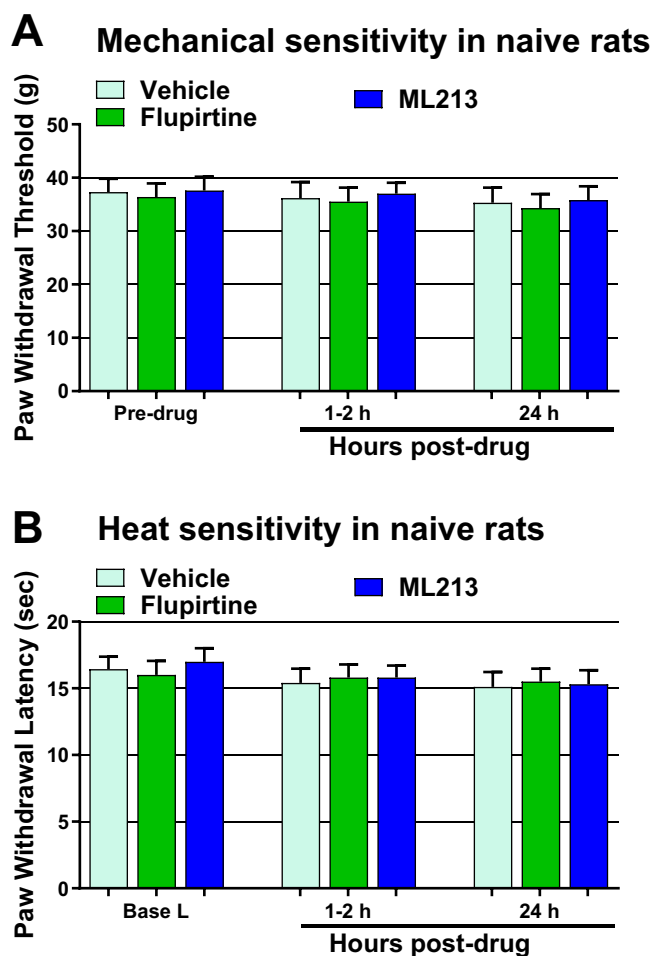 A Mechanical sensitivity in naive rats
Vehicle
ML213
Flupirtine
Paw Withdrawal Threshold (g)
50
40
30
20
10
0
Pre-drug 1-2 h 24 h
Hours post-drug
B Heat sensitivity in naive rats
Vehicle
ML213
Flupirtine
Paw Withdrawal Latency (sec)
20
15
10
5
0
Base L 1-2 h 24 h
Hours post-drug